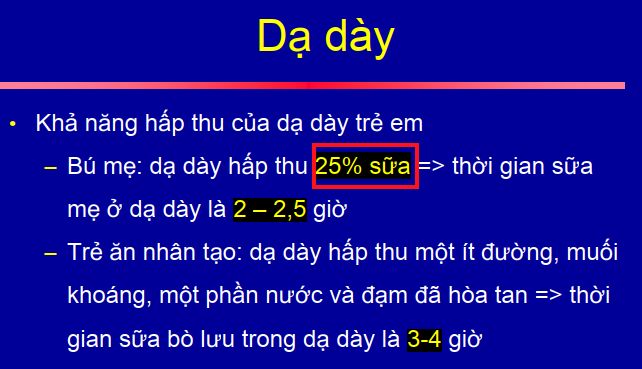 Dạ dày
• Khả năng hấp thu của dạ dày trẻ em
– Bú mẹ: dạ dày hấp thu 25% sữa => thời gian sữa
mẹ ở dạ dày là 2 – 2,5 giờ
– Trẻ ăn nhân tạo: dạ dày hấp thu một ít đường, muối
khoáng, một phần nước và đạm đã hòa tan => thời
gian sữa bò lưu trong dạ dày là 3-4 giờ